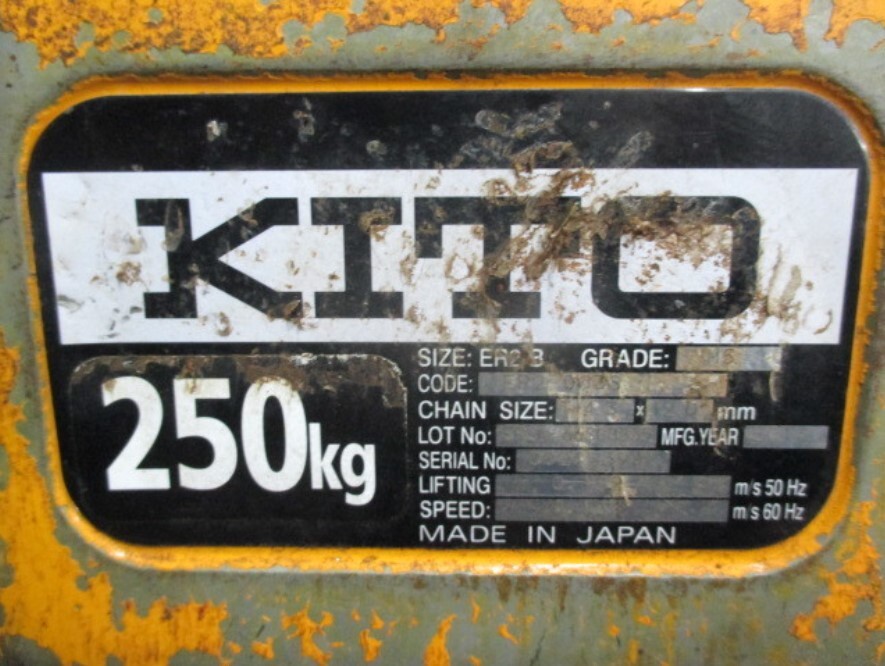 KITO
250kg
SIZE: GRADE:
CODE:
CHAIN SIZE: x mm
LOT No: MFG.YEAR
SERIAL No:
LIFTING m/s 50 Hz
SPEED: m/s 60 Hz
MADE IN JAPAN